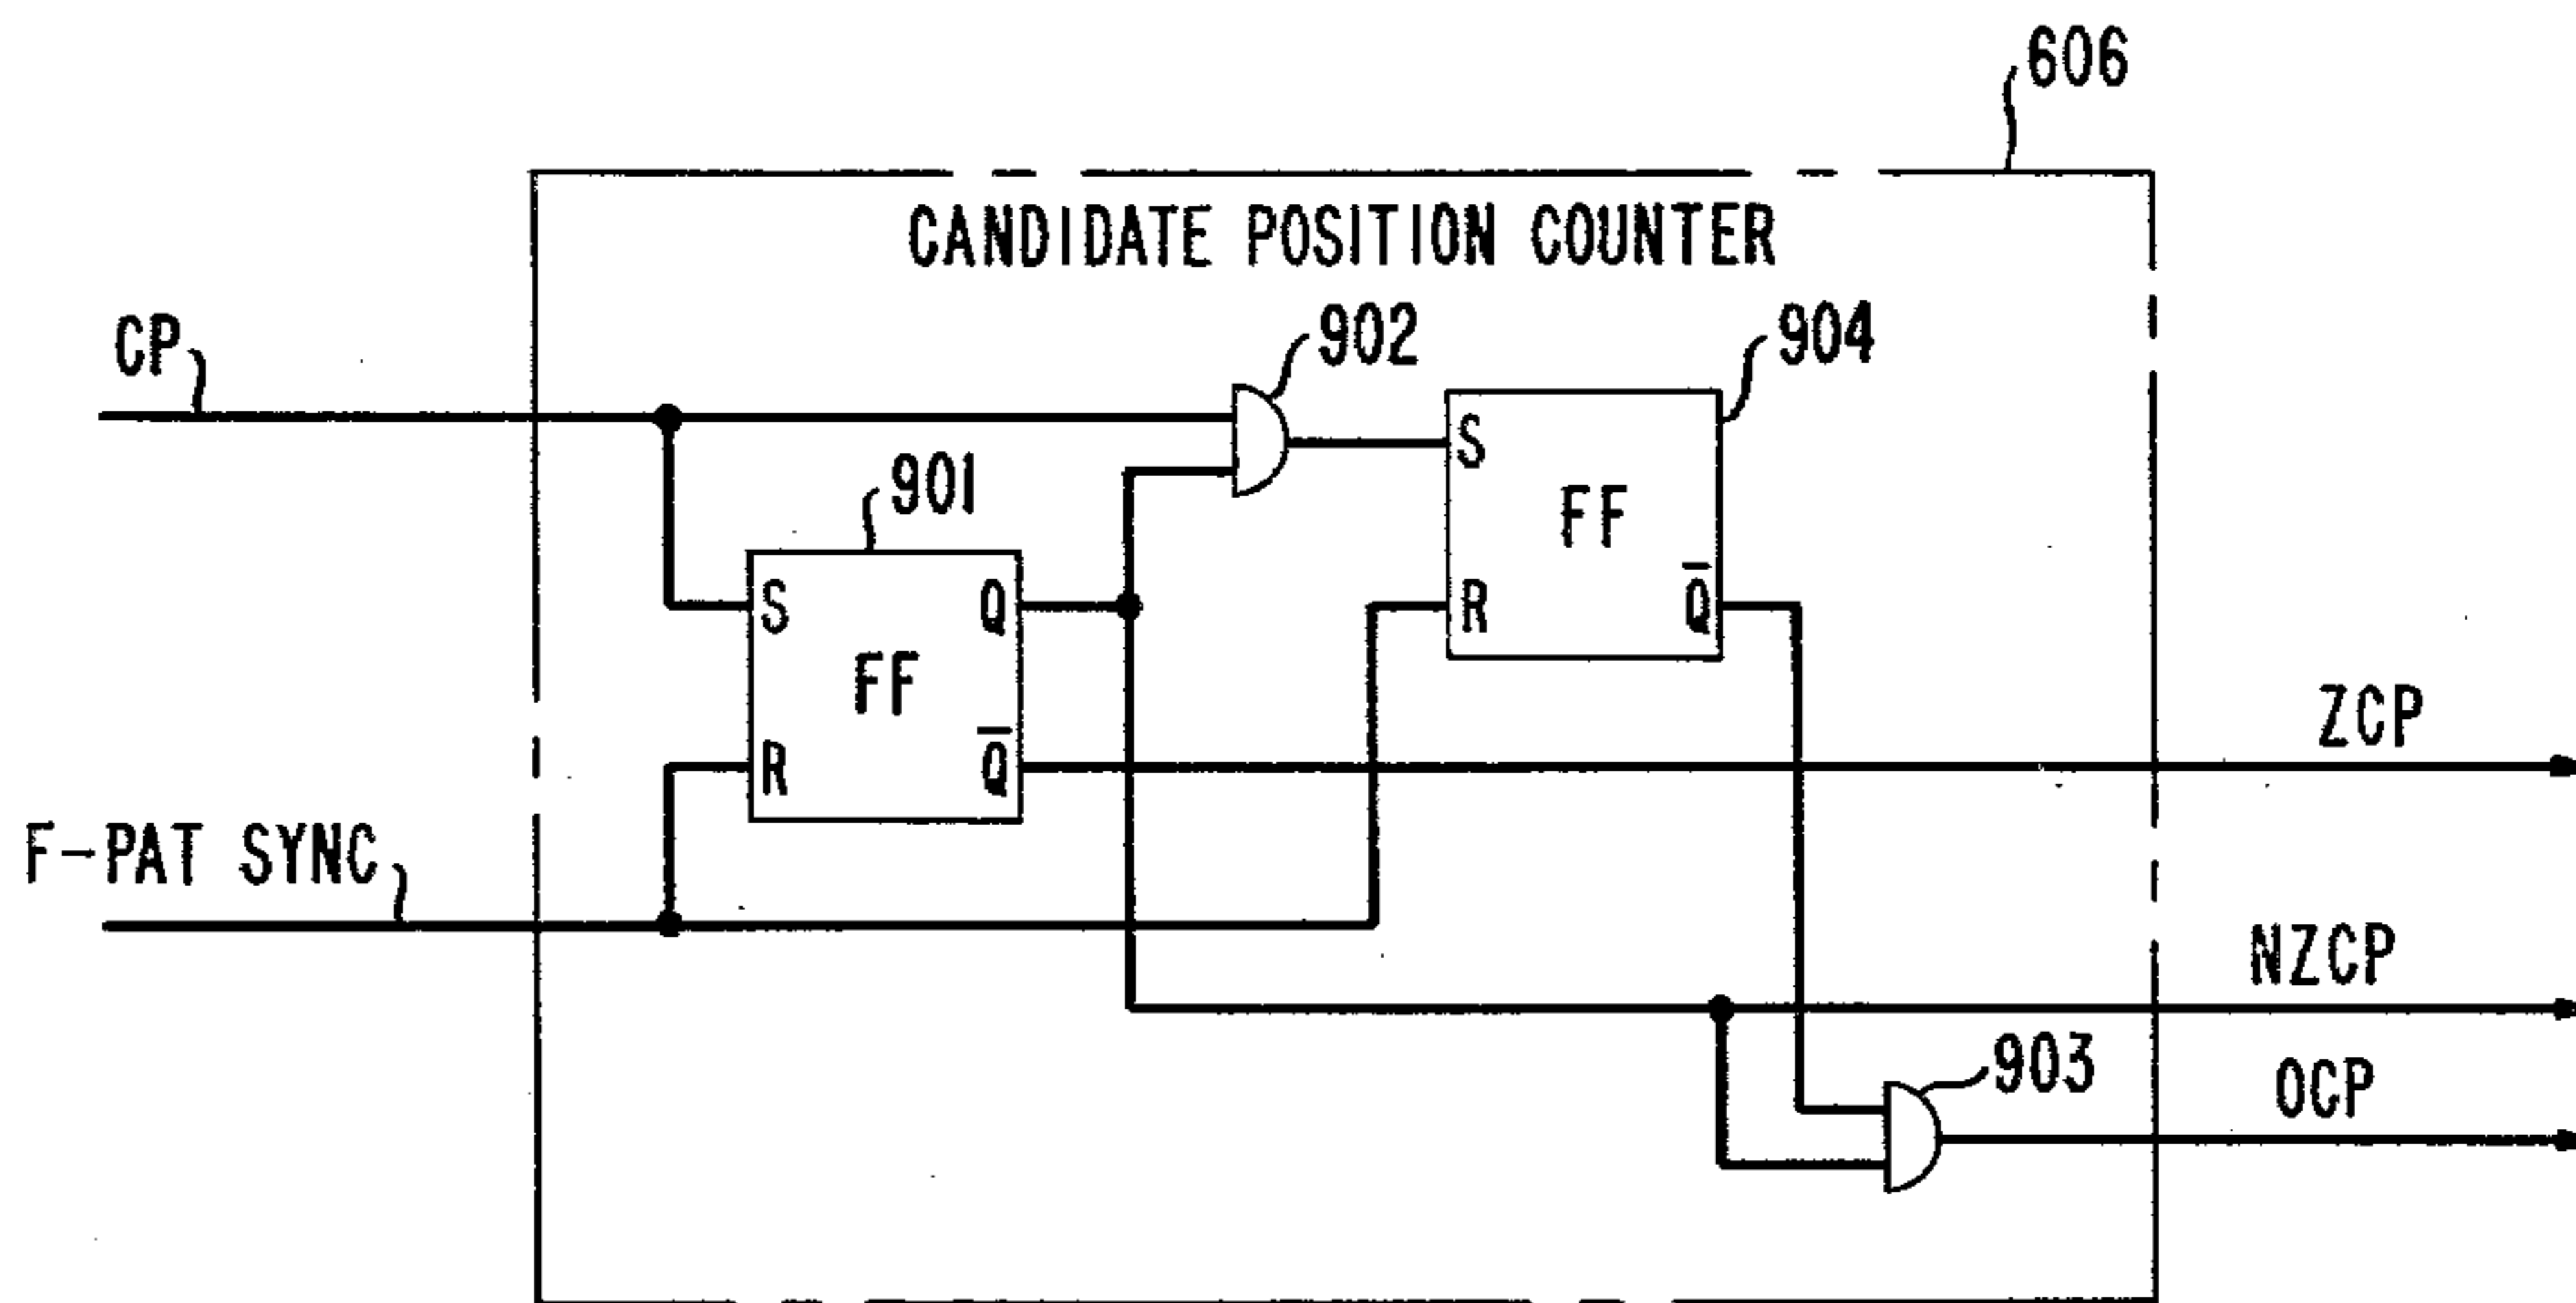 606
CANDIDATE POSITION COUNTER
CP
902
904
901
S
FF
R
Q̅
S
Q
FF
R
Q̅
ZCP
F-PAT SYNC
NZCP
903
OCP